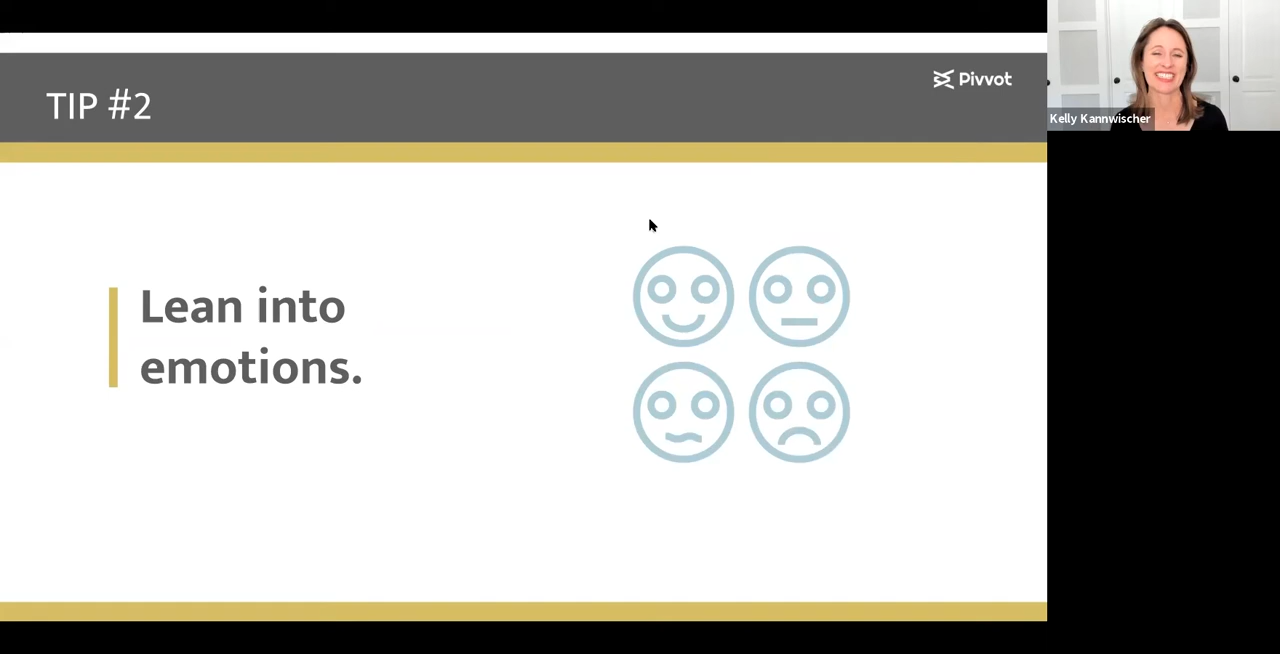 TIP #2
Pivvot
Kelly Kannwischer
Lean into
emotions.